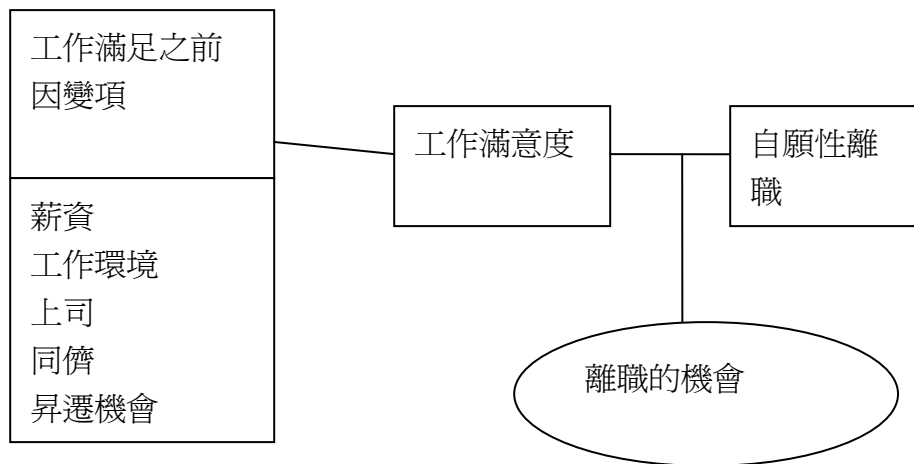 工作滿足之前
因變項
薪資
工作環境
上司
同儕
昇遷機會
工作滿意度
自願性離
職
離職的機會